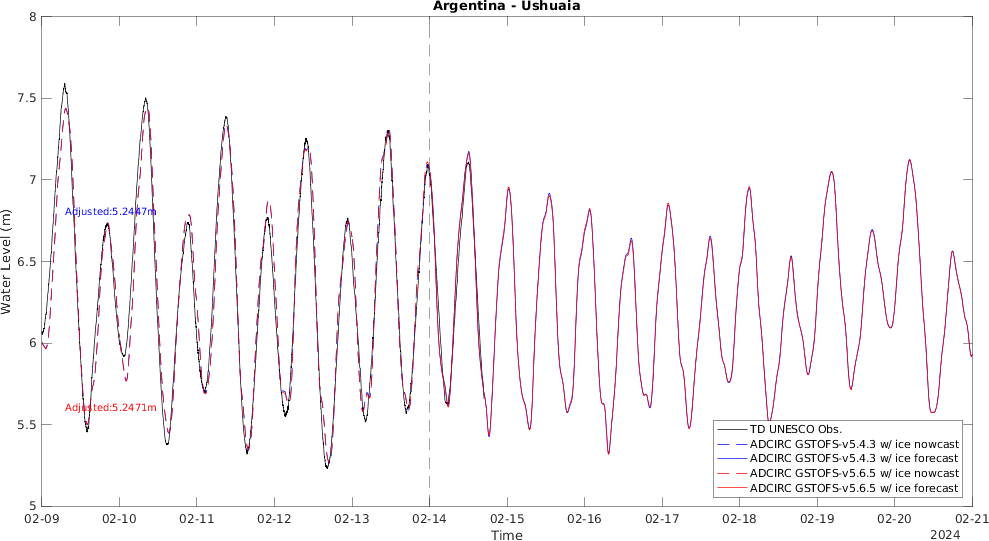 Argentina - Ushuaia
Water Level (m)
8
7.5
7
6.5
6
5.5
5
Adjusted:5.2447m
Adjusted:5.2471m
TD UNESCO Obs.
ADCIRC GSTOFS-v5.4.3 w/ ice nowcast
ADCIRC GSTOFS-v5.4.3 w/ ice forecast
ADCIRC GSTOFS-v5.6.5 w/ ice nowcast
ADCIRC GSTOFS-v5.6.5 w/ ice forecast
02-09 02-10 02-11 02-12 02-13 02-14 02-15 02-16 02-17 02-18 02-19 02-20 02-21
Time
2024